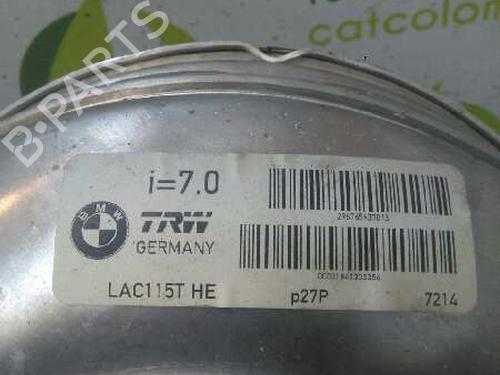 catcolom
B-PARTS
i=7.0
BMW
TRW
GERMANY
LAC115T HE
p27P
7214